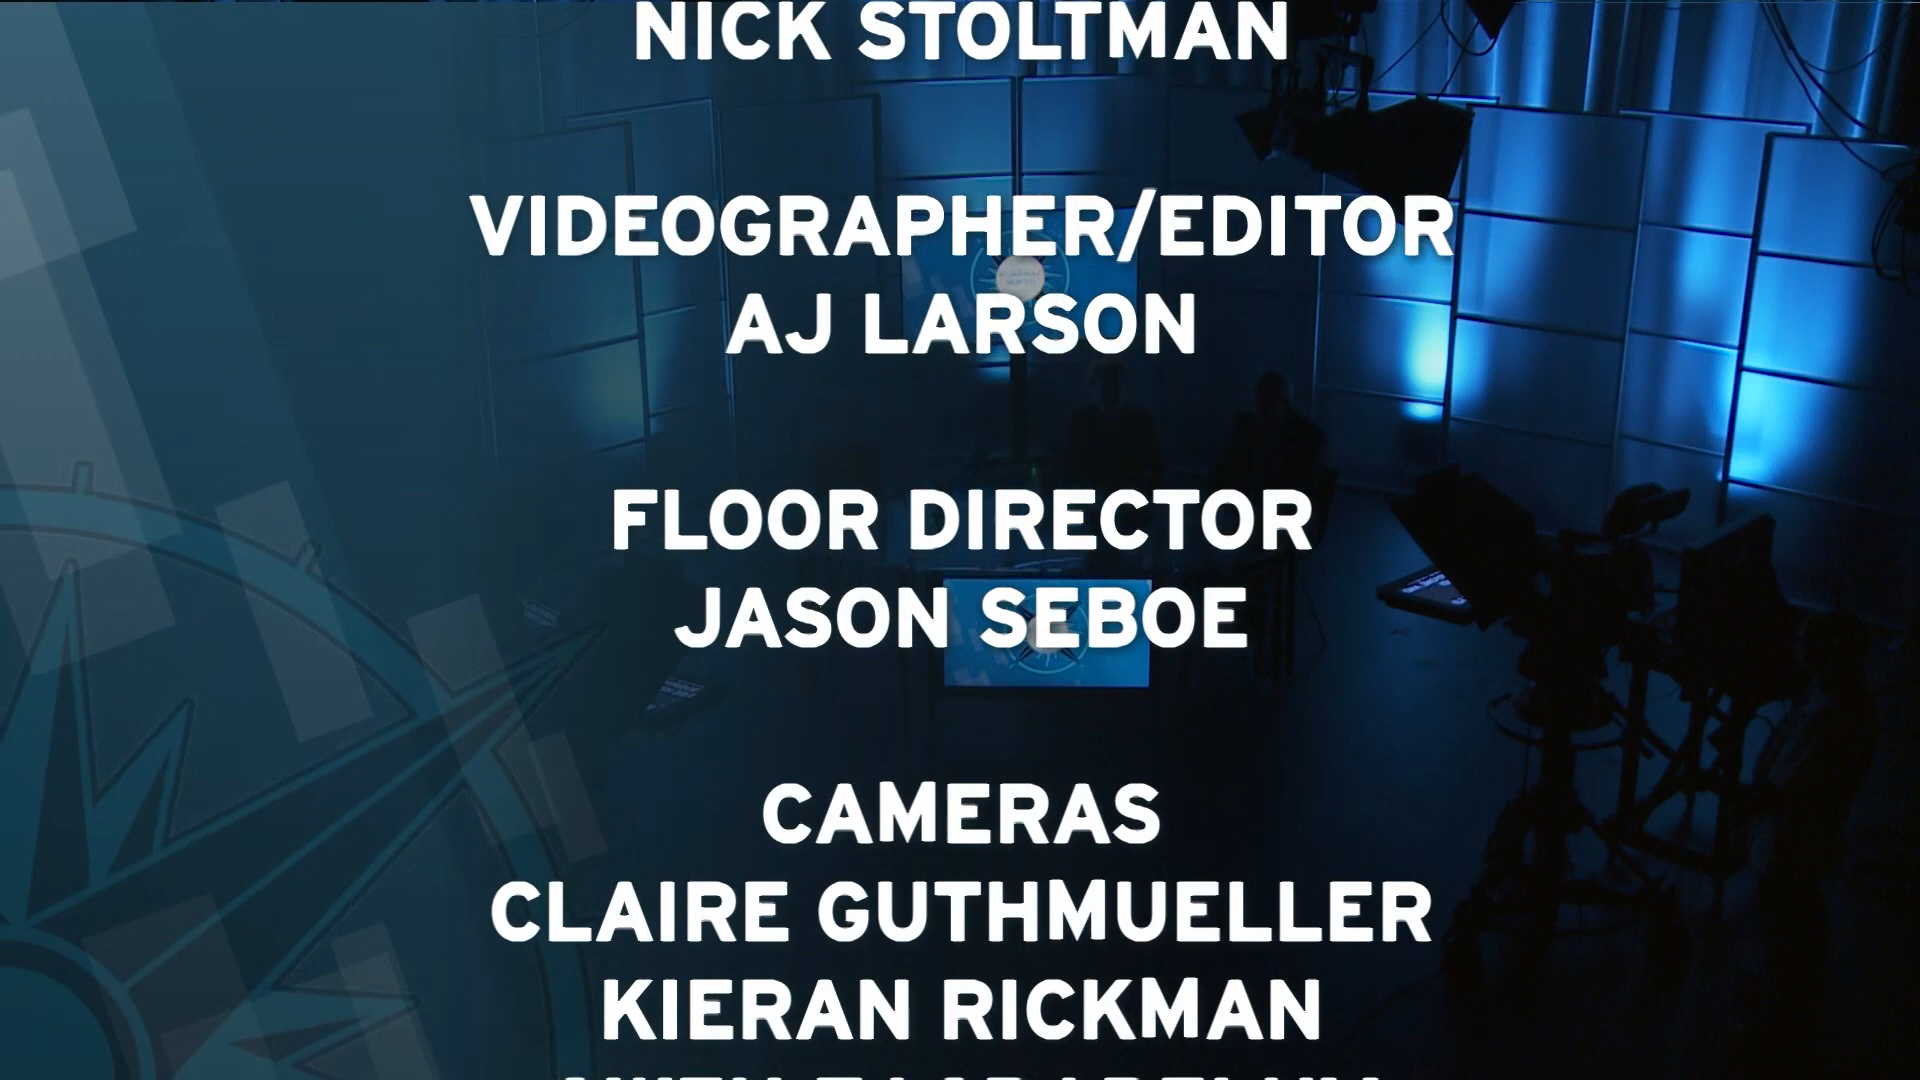 NICK STOLTMAN
VIDEOGRAPHER/EDITOR
AJ LARSON
FLOOR DIRECTOR
JASON SEBOE
CAMERAS
CLAIRE GUTHMUELLER
KIERAN RICKMAN